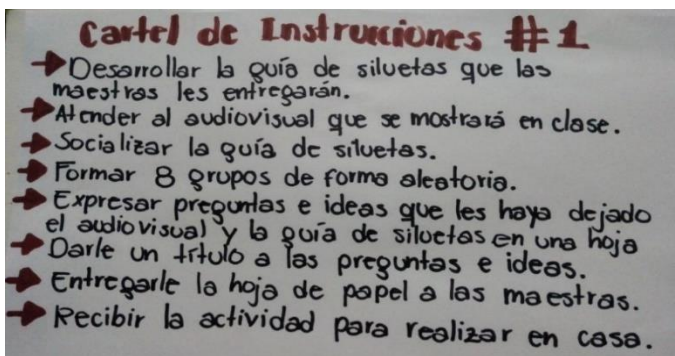 Cartel de Instrucciones #1
Desarrollar la guía de siluetas que las
maestras les entregarán.
Atender al audiovisual que se mostrará en clase.
Socializar la guía de siluetas.
Formar 8 grupos de forma aleatoria.
Expresar preguntas e ideas que les haya dejado
el audiovisual y la guía de siluetas en una hoja
Darle un título a las preguntas e ideas.
Entregarle la hoja de papel a las maestras.
Recibir la actividad para realizar en casa.